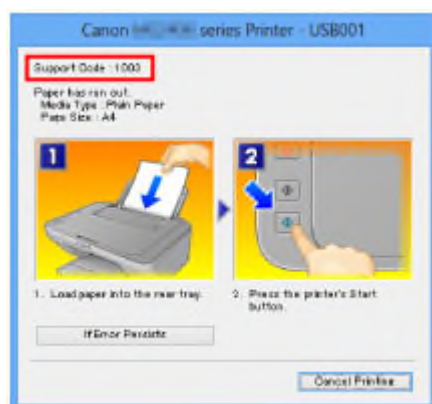 Canon series Printer - USB001
Support Code : 1003
Paper has run out.
Media Type : Plain Paper
Page Size : A4
1
2
1. Load paper into the rear tray.
2. Press the printer's Start
button.
If Error Persists
Cancel Printing